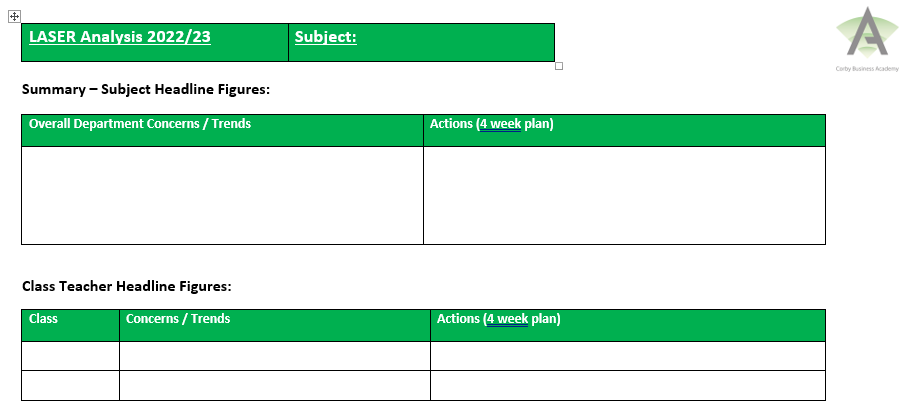 LASER Analysis 2022/23 Subject:
Corby Business Academy
Summary – Subject Headline Figures:
Overall Department Concerns / Trends Actions (4 week plan)
Class Teacher Headline Figures:
Class Concerns / Trends Actions (4 week plan)